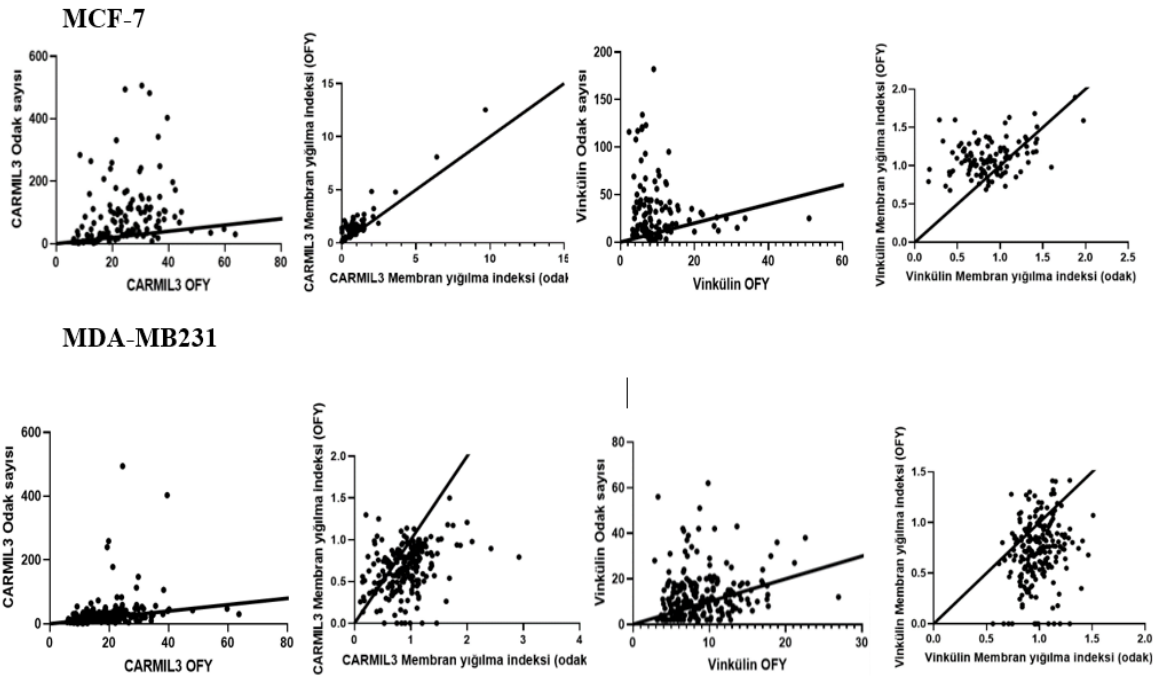 MCF-7
CARMIL3 Odak sayısı
600
400
200
0
0 20 40 60 80
CARMIL3 OFY
CARMIL3 Membran yığılma indeksi (OFY)
15
10
5
0
0 5 10 15
CARMIL3 Membran yığılma indeksi (odak
Vinkülin Odak sayısı
200
150
100
50
0
0 20 40 60
Vinkülin OFY
Vinkülin Membran yığılma indeksi (OFY)
2.0
1.5
1.0
0.5
0.0
0.0 0.5 1.0 1.5 2.0 2.5
Vinkülin Membran yığılma indeksi (odak)
MDA-MB231
CARMIL3 Odak sayısı
600
400
200
0
0 20 40 60 80
CARMIL3 OFY
CARMIL3 Membran yığılma indeksi (OFY)
2.0
1.5
1.0
0.5
0.0
0 1 2 3 4
CARMIL3 Membran yığılma indeksi (odak
Vinkülin Odak sayısı
80
60
40
20
0
0 10 20 30
Vinkülin OFY
Vinkülin Membran yığılma indeksi (OFY)
1.5
1.0
0.5
0.0
0.0 0.5 1.0 1.5 2.0
Vinkülin Membran yığılma indeksi (odak)